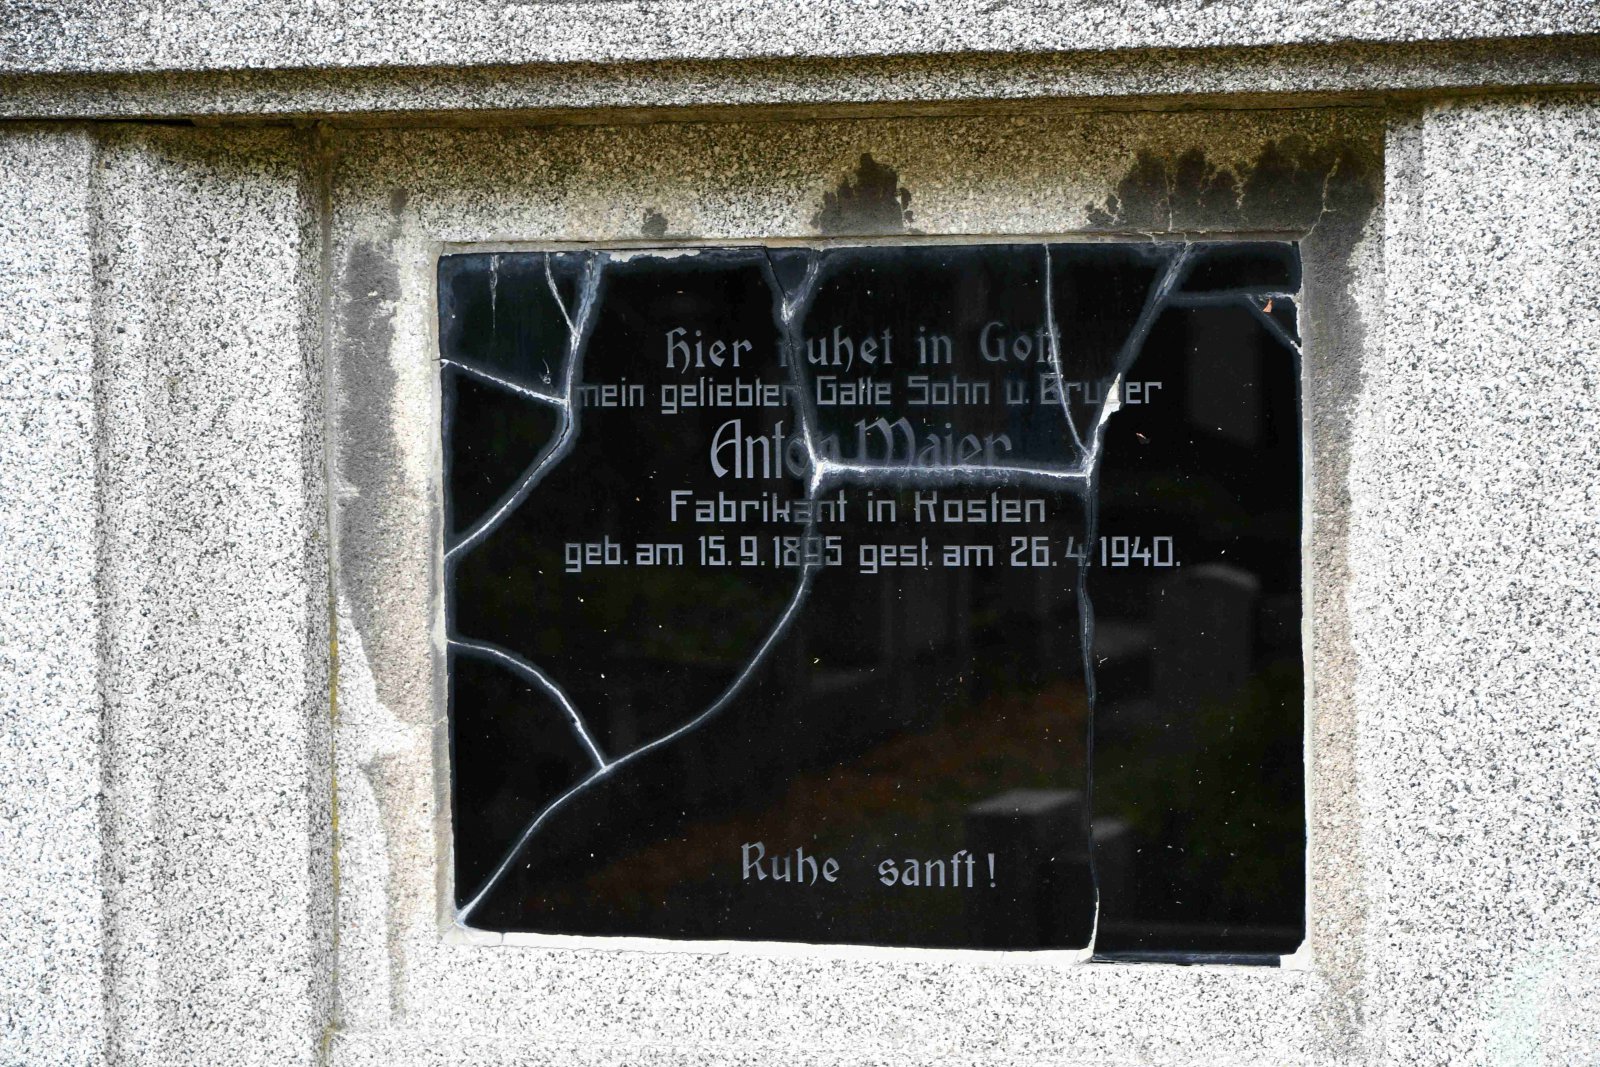 Hier ruhet in Gott
mein geliebter Gatte Sohn u. Bruder
Anton Maier
Fabrikant in Kosten
geb. am 15.9.1895 gest. am 26.4.1940.
Ruhe sanft!